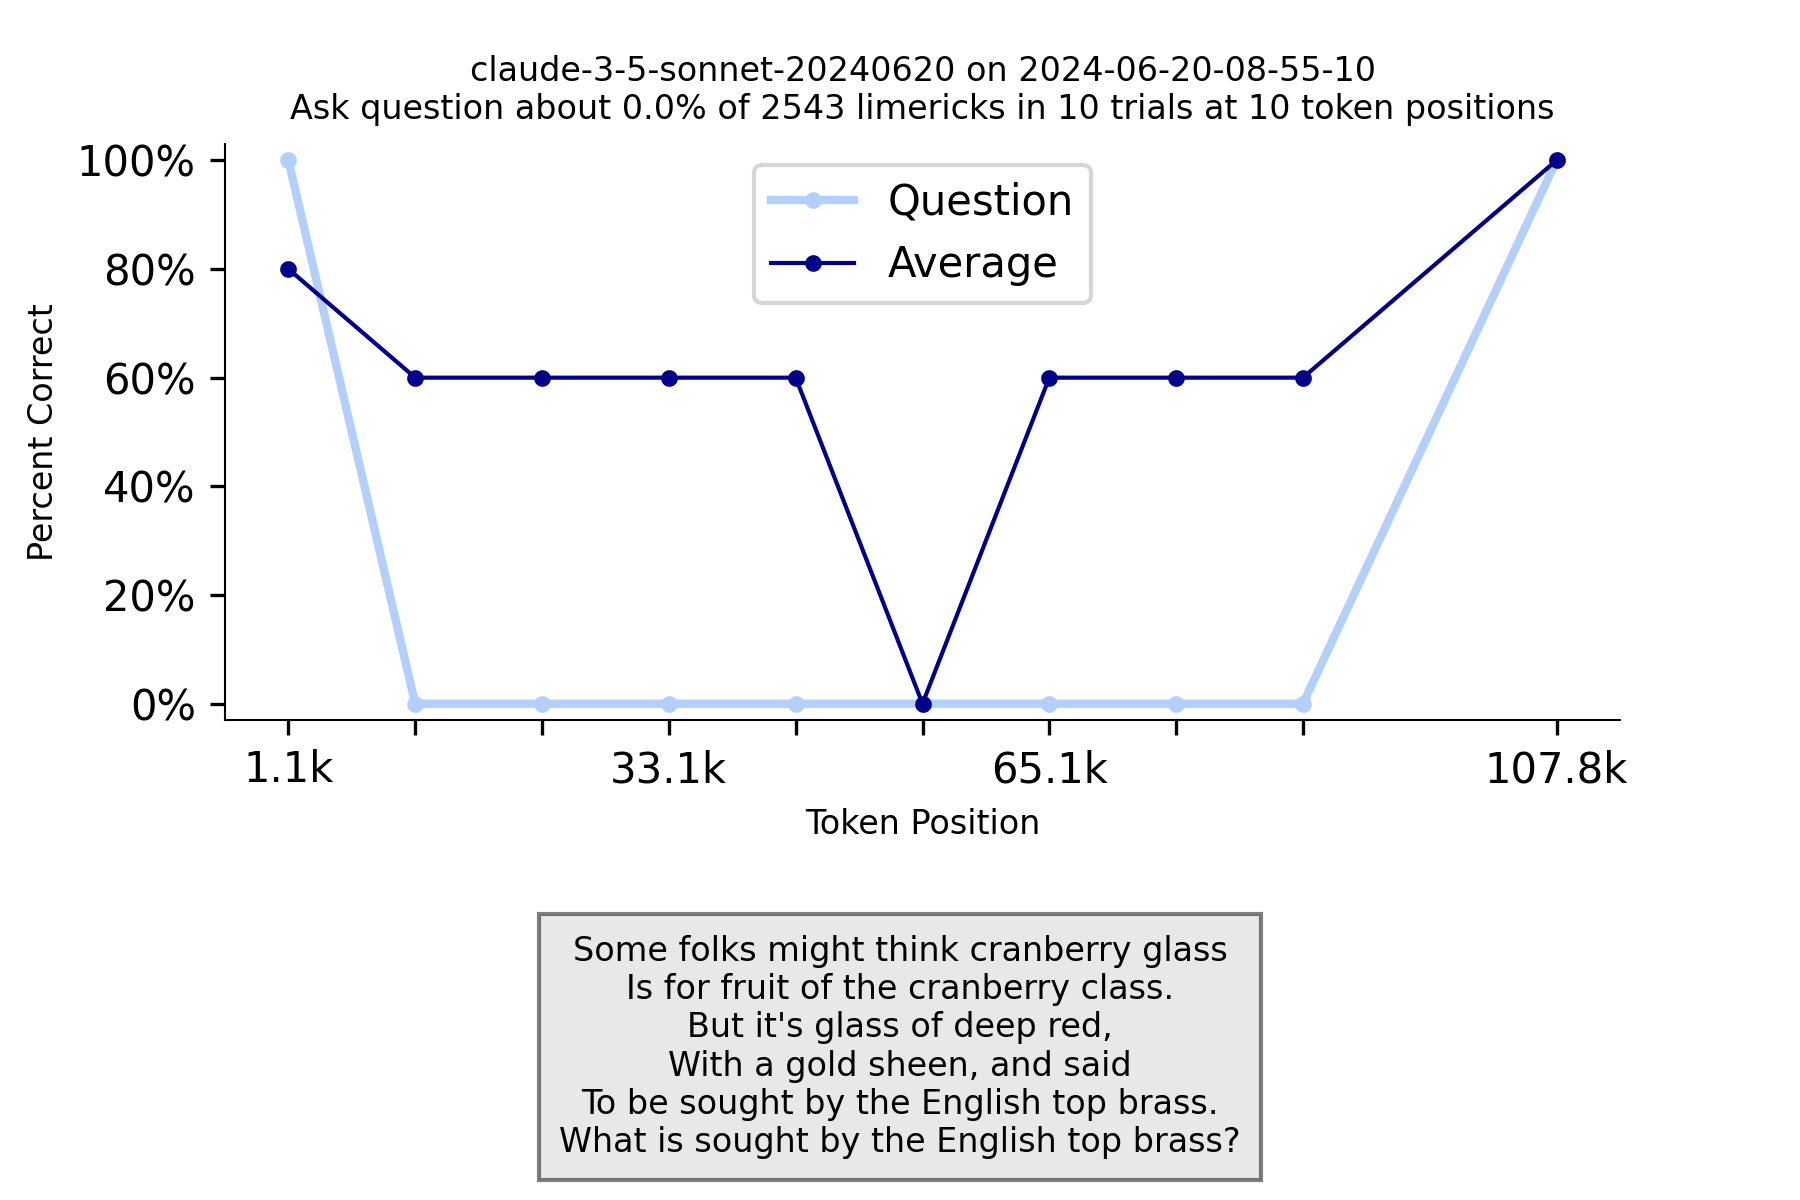 claude-3-5-sonnet-20240620 on 2024-06-20-08-55-10
Ask question about 0.0% of 2543 limericks in 10 trials at 10 token positions
100%
80%
60%
40%
20%
0%
Percent Correct
Question
Average
1.1k
33.1k
65.1k
107.8k
Token Position
Some folks might think cranberry glass
Is for fruit of the cranberry class.
But it's glass of deep red,
With a gold sheen, and said
To be sought by the English top brass.
What is sought by the English top brass?